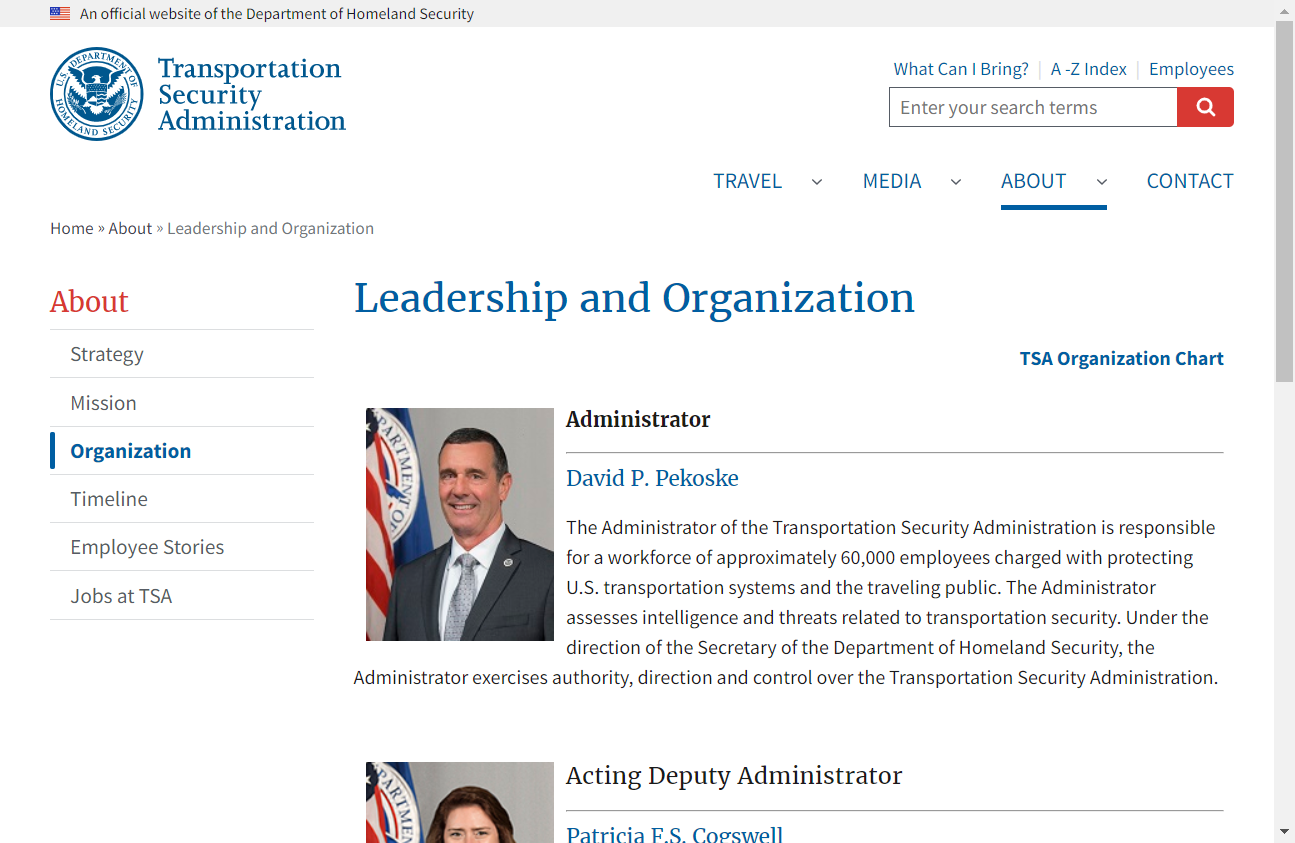 An official website of the Department of Homeland Security
U.S. DEPARTMENT OF HOMELAND SECURITY
Transportation
Security
Administration
What Can I Bring? A -Z Index Employees
Enter your search terms
TRAVEL MEDIA ABOUT CONTACT
Home » About » Leadership and Organization
About
Strategy
Mission
Organization
Timeline
Employee Stories
Jobs at TSA
Leadership and Organization
TSA Organization Chart
Administrator
David P. Pekoske
The Administrator of the Transportation Security Administration is responsible
for a workforce of approximately 60,000 employees charged with protecting
U.S. transportation systems and the traveling public. The Administrator
assesses intelligence and threats related to transportation security. Under the
direction of the Secretary of the Department of Homeland Security, the
Administrator exercises authority, direction and control over the Transportation Security Administration.
Acting Deputy Administrator
Patricia F.S. Cogswell